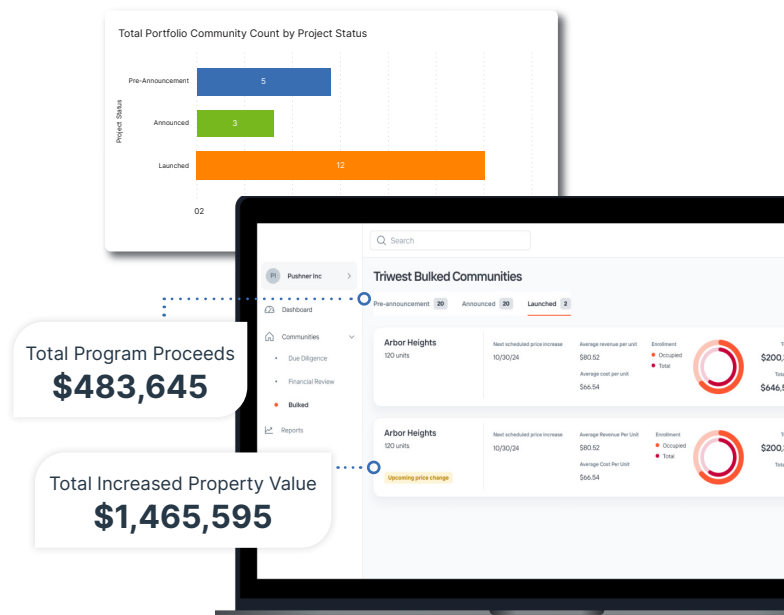 Total Portfolio Community Count by Project Status
Project Status
Pre-Announcement
5
Announced
3
Launched
12
02
Search
PI
Pushner Inc
Dashboard
Communities
Due Diligence
Financial Review
Bulked
Reports
Triwest Bulked Communities
Pre-announcement 20 Announced 20 Launched 2
Arbor Heights
120 units
Next scheduled price increase
10/30/24
Average revenue per unit
$80.52
Average cost per unit
$66.54
Enrollment
Occupied
Total
$200,
$646,
Arbor Heights
120 units
Upcoming price change
Next scheduled price increase
10/30/24
Average Revenue Per Unit
$80.52
Average Cost Per Unit
$66.54
Enrollment
Occupied
Total
$200,
Total Program Proceeds
$483,645
Total Increased Property Value
$1,465,595